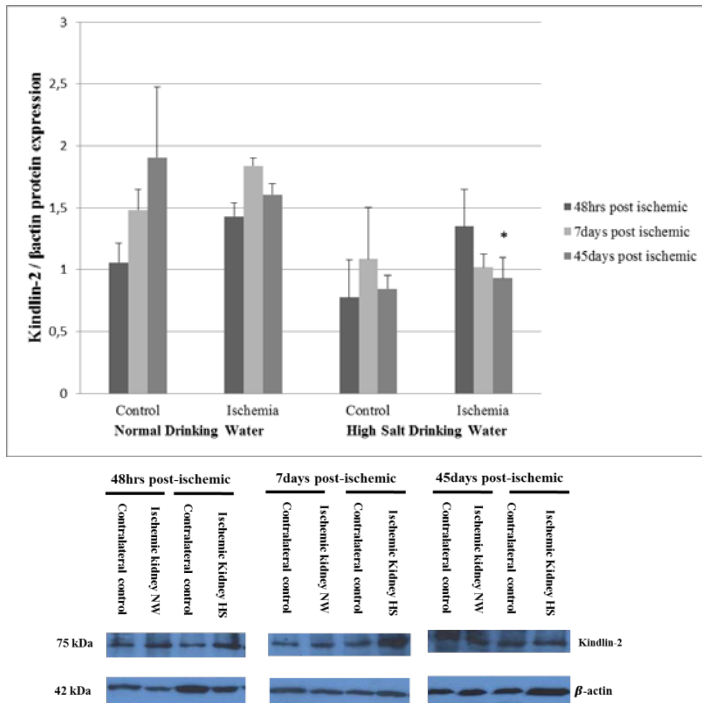 3
2,5
2
1,5
1
0,5
0
Kindlin-2 / βactin protein expression
*
48hrs post ischemic
7days post ischemic
45days post ischemic
Control
Ischemia
Control
Ischemia
Normal Drinking Water
High Salt Drinking Water
48hrs post-ischemic
7days post-ischemic
45days post-ischemic
Contralateral control
Ischemic kidney NW
Contralateral control
Ischemic Kidney HS
Contralateral control
Ischemic kidney NW
Contralateral control
Ischemic Kidney HS
Contralateral control
Ischemic kidney NW
Contralateral control
Ischemic Kidney HS
75 kDa
Kindlin-2
42 kDa
β-actin